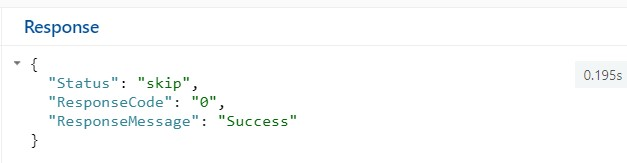 Response
{
"Status": "skip",
"ResponseCode": "0",
"ResponseMessage": "Success"
}
0.195s